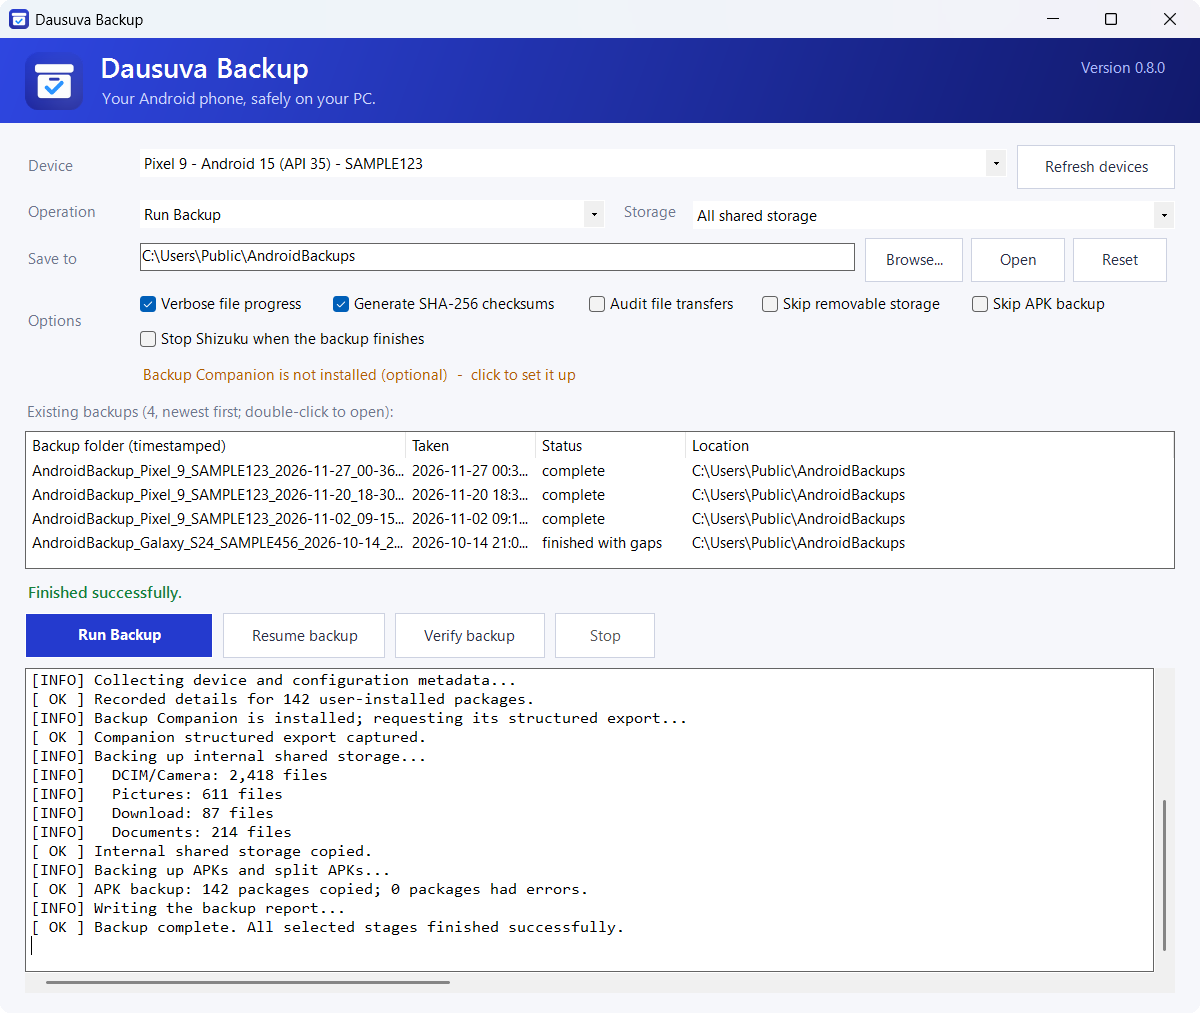 Dausuva Backup
Dausuva Backup
Version 0.8.0
Your Android phone, safely on your PC.
Device
Pixel 9 - Android 15 (API 35) - SAMPLE123
Refresh devices
Operation
Run Backup
Storage
All shared storage
Save to
C:\Users\Public\AndroidBackups
Browse...
Open
Reset
Options
Verbose file progress
Generate SHA-256 checksums
Audit file transfers
Skip removable storage
Skip APK backup
Stop Shizuku when the backup finishes
Backup Companion is not installed (optional)  -  click to set it up
Existing backups (4, newest first; double-click to open):
Backup folder (timestamped) Taken Status Location
AndroidBackup_Pixel_9_SAMPLE123_2026-11-27_00-36... 2026-11-27 00:3... complete C:\Users\Public\AndroidBackups
AndroidBackup_Pixel_9_SAMPLE123_2026-11-20_18-30... 2026-11-20 18:3... complete C:\Users\Public\AndroidBackups
AndroidBackup_Pixel_9_SAMPLE123_2026-11-02_09-15... 2026-11-02 09:1... complete C:\Users\Public\AndroidBackups
AndroidBackup_Galaxy_S24_SAMPLE456_2026-10-14_2... 2026-10-14 21:0... finished with gaps C:\Users\Public\AndroidBackups
Finished successfully.
Run Backup
Resume backup
Verify backup
Stop
[INFO] Collecting device and configuration metadata...
[ OK ] Recorded details for 142 user-installed packages.
[INFO] Backup Companion is installed; requesting its structured export...
[ OK ] Companion structured export captured.
[INFO] Backing up internal shared storage...
[INFO]   DCIM/Camera: 2,418 files
[INFO]   Pictures: 611 files
[INFO]   Download: 87 files
[INFO]   Documents: 214 files
[ OK ] Internal shared storage copied.
[INFO] Backing up APKs and split APKs...
[ OK ] APK backup: 142 packages copied; 0 packages had errors.
[INFO] Writing the backup report...
[ OK ] Backup complete. All selected stages finished successfully.